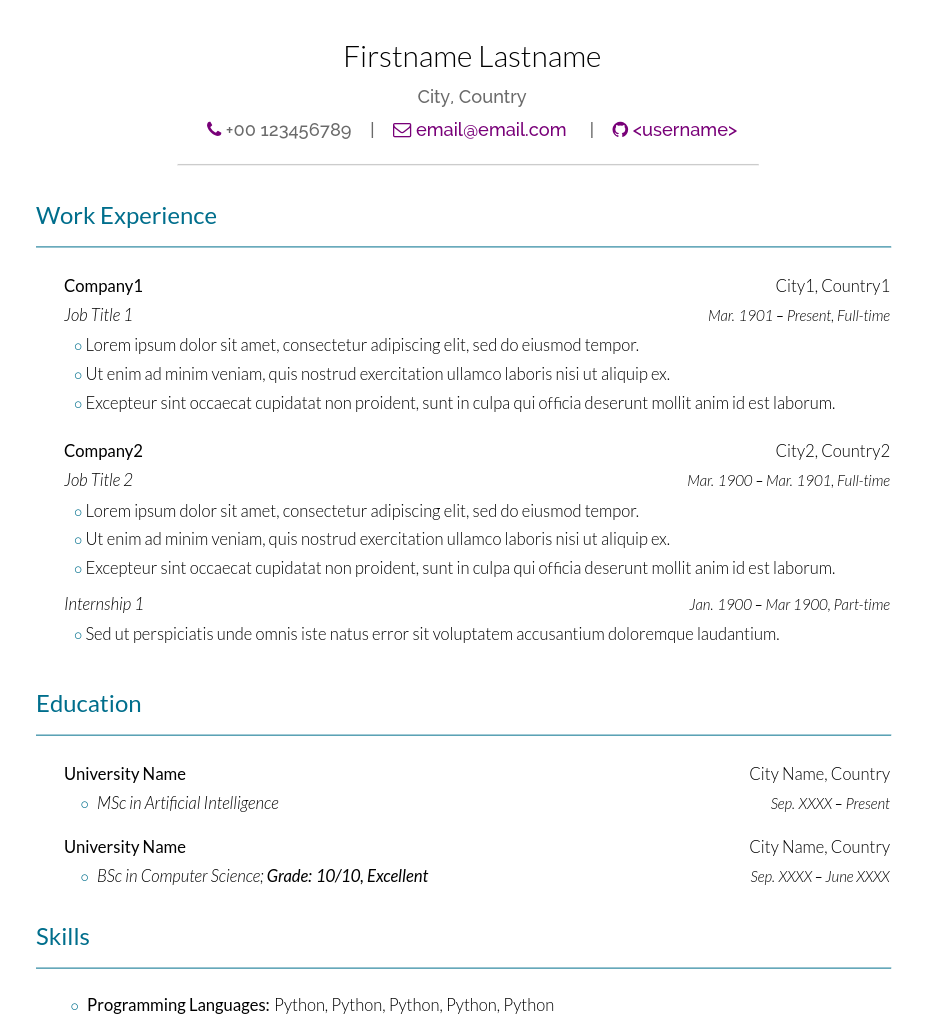 Firstname Lastname
City, Country
+00 123456789 | email@email.com | <username>
Work Experience
Company1 City1, Country1
Job Title 1 Mar. 1901 – Present, Full-time
Lorem ipsum dolor sit amet, consectetur adipiscing elit, sed do eiusmod tempor.
Ut enim ad minim veniam, quis nostrud exercitation ullamco laboris nisi ut aliquip ex.
Excepteur sint occaecat cupidatat non proident, sunt in culpa qui officia deserunt mollit anim id est laborum.
Company2 City2, Country2
Job Title 2 Mar. 1900 – Mar. 1901, Full-time
Lorem ipsum dolor sit amet, consectetur adipiscing elit, sed do eiusmod tempor.
Ut enim ad minim veniam, quis nostrud exercitation ullamco laboris nisi ut aliquip ex.
Excepteur sint occaecat cupidatat non proident, sunt in culpa qui officia deserunt mollit anim id est laborum.
Internship 1 Jan. 1900 – Mar 1900, Part-time
Sed ut perspiciatis unde omnis iste natus error sit voluptatem accusantium doloremque laudantium.
Education
University Name City Name, Country
MSc in Artificial Intelligence Sep. XXXX – Present
University Name City Name, Country
BSc in Computer Science; Grade: 10/10, Excellent Sep. XXXX – June XXXX
Skills
Programming Languages: Python, Python, Python, Python, Python